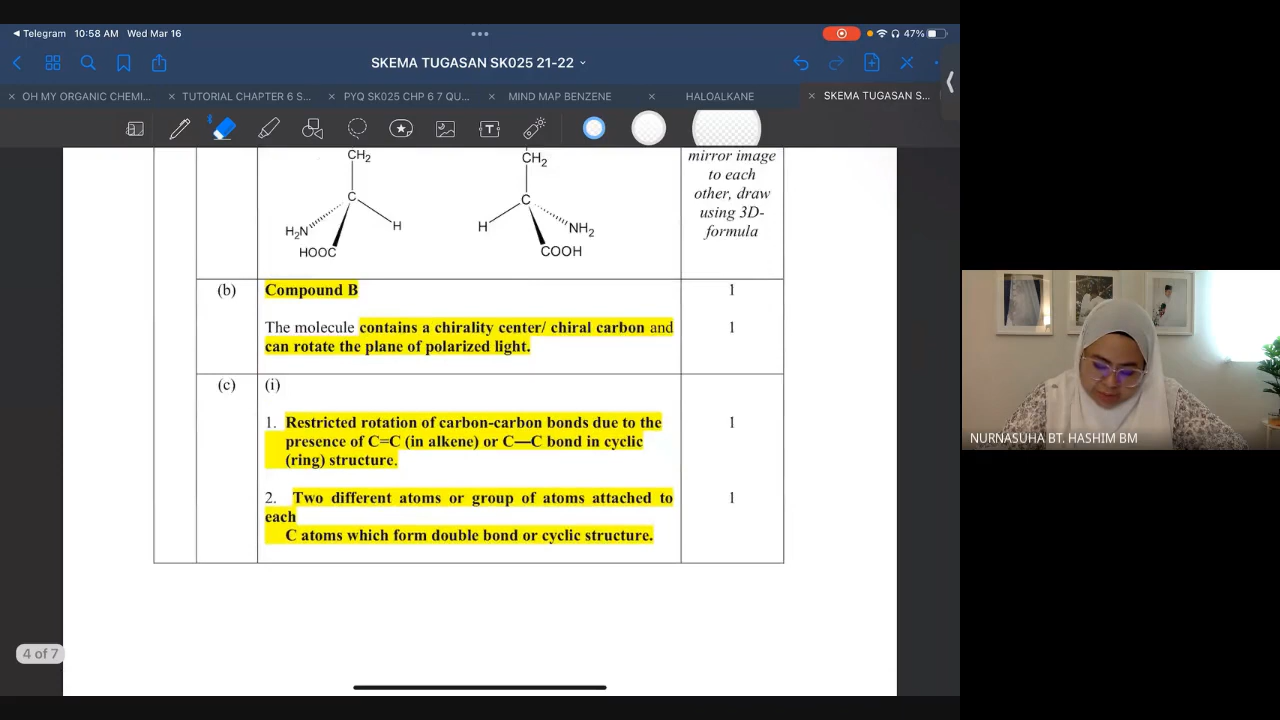 Telegram 10:58 AM Wed Mar 16
47%
SKEMA TUGASAN SK025 21-22
OH MY ORGANIC CHEMI... TUTORIAL CHAPTER 6 S... PYQ SK025 CHP 6 7 QU... MIND MAP BENZENE HALOALKANE SKEMA TUGASAN S...
CH2 CH2 mirror image
to each
C C other, draw
using 3D-
H2N H H NH2 formula
HOOC COOH
(b) Compound B 1
The molecule contains a chirality center/ chiral carbon and 1
can rotate the plane of polarized light.
(c) (i)
1. Restricted rotation of carbon-carbon bonds due to the 1
presence of C=C (in alkene) or C—C bond in cyclic
(ring) structure.
2. Two different atoms or group of atoms attached to 1
each
C atoms which form double bond or cyclic structure.
4 of 7
NURNASUHA BT. HASHIM BM